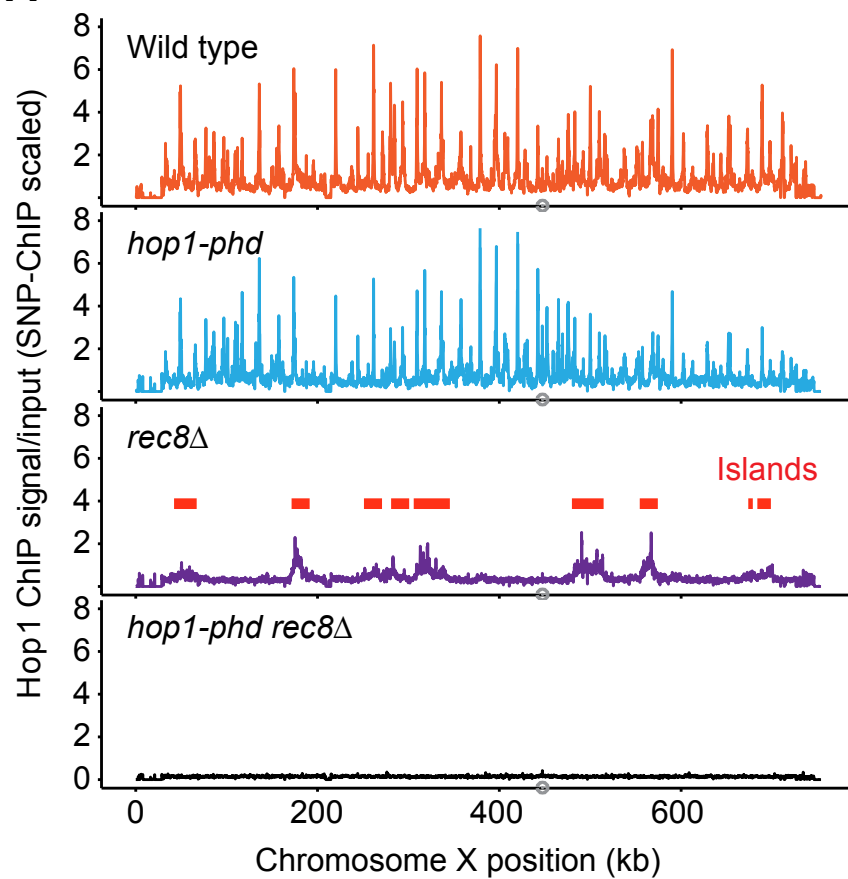 Hop1 ChIP signal/input (SNP-ChIP scaled)
8
6
4
2
Wild type
8
6
4
2
hop1-phd
8
6
4
2
rec8Δ
Islands
8
6
4
2
0
hop1-phd rec8Δ
0 200 400 600
Chromosome X position (kb)